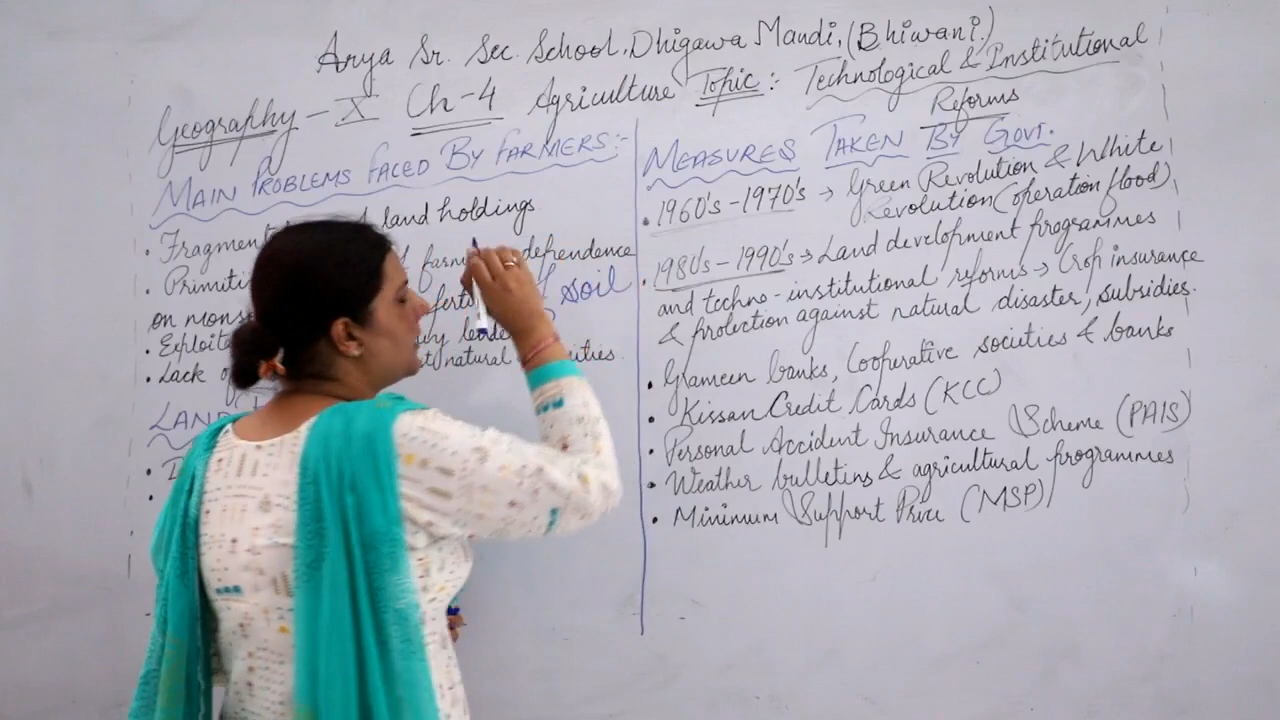 Arya Sr. Sec. School, Dhigawa Mandi, (Bhiwani.)
Geography - X Ch-4 Agriculture Topic: Technological & Institutional
Reforms
MAIN PROBLEMS FACED BY FARMERS:-
land holdings
dependence
on
soil
natural
MEASURES TAKEN BY GOVT.
• 1960's - 1970's → Green Revolution & White
Revolution (operation flood)
• 1980's - 1990's → Land development programmes
and techno-institutional reforms → Crop insurance
& protection against natural disaster, subsidies.
• Grameen banks, Cooperative societies & banks
• Kissan Credit Cards (KCC)
• Personal Accident Insurance Scheme (PAIS)
• Weather bulletins & agricultural programmes
• Minimum Support Price (MSP)